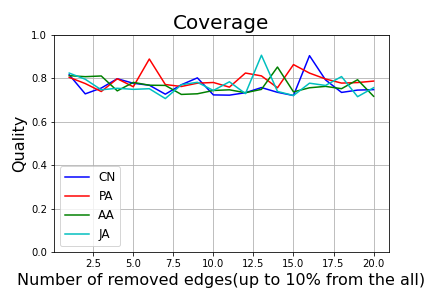 Coverage
1.0
0.8
0.6
0.4
0.2
0.0
Quality
CN
PA
AA
JA
2.5 5.0 7.5 10.0 12.5 15.0 17.5 20.0
Number of removed edges(up to 10% from the all)